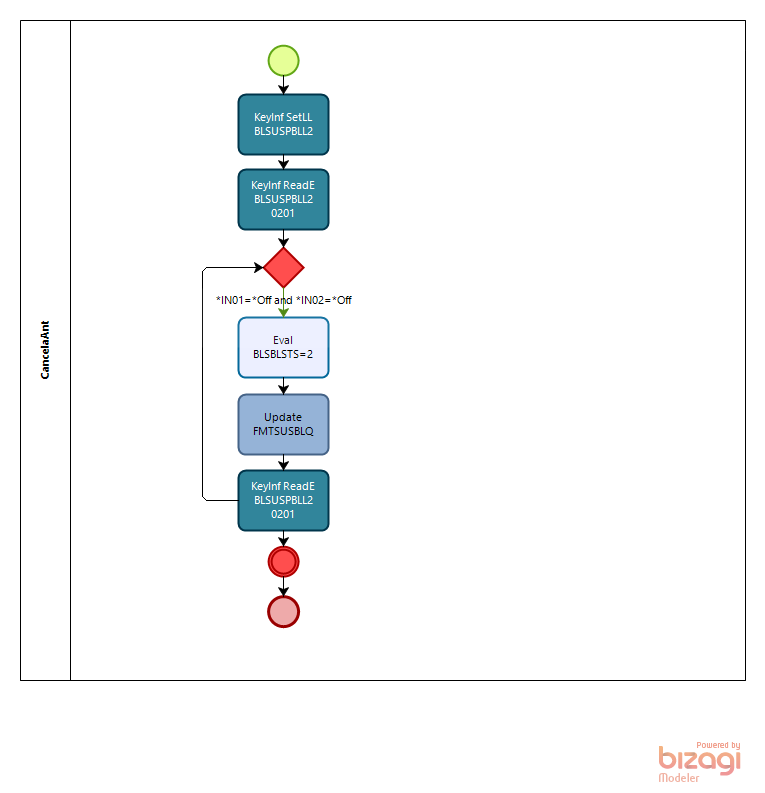 CancelaAnt
KeyInf SetLL
BLSUSPBLL2
KeyInf ReadE
BLSUSPBLL2
0201
*IN01=*Off and *IN02=*Off
Eval
BLSBLSTS=2
Update
FMTSUSBLQ
KeyInf ReadE
BLSUSPBLL2
0201
Powered by
bizagi
Modeler